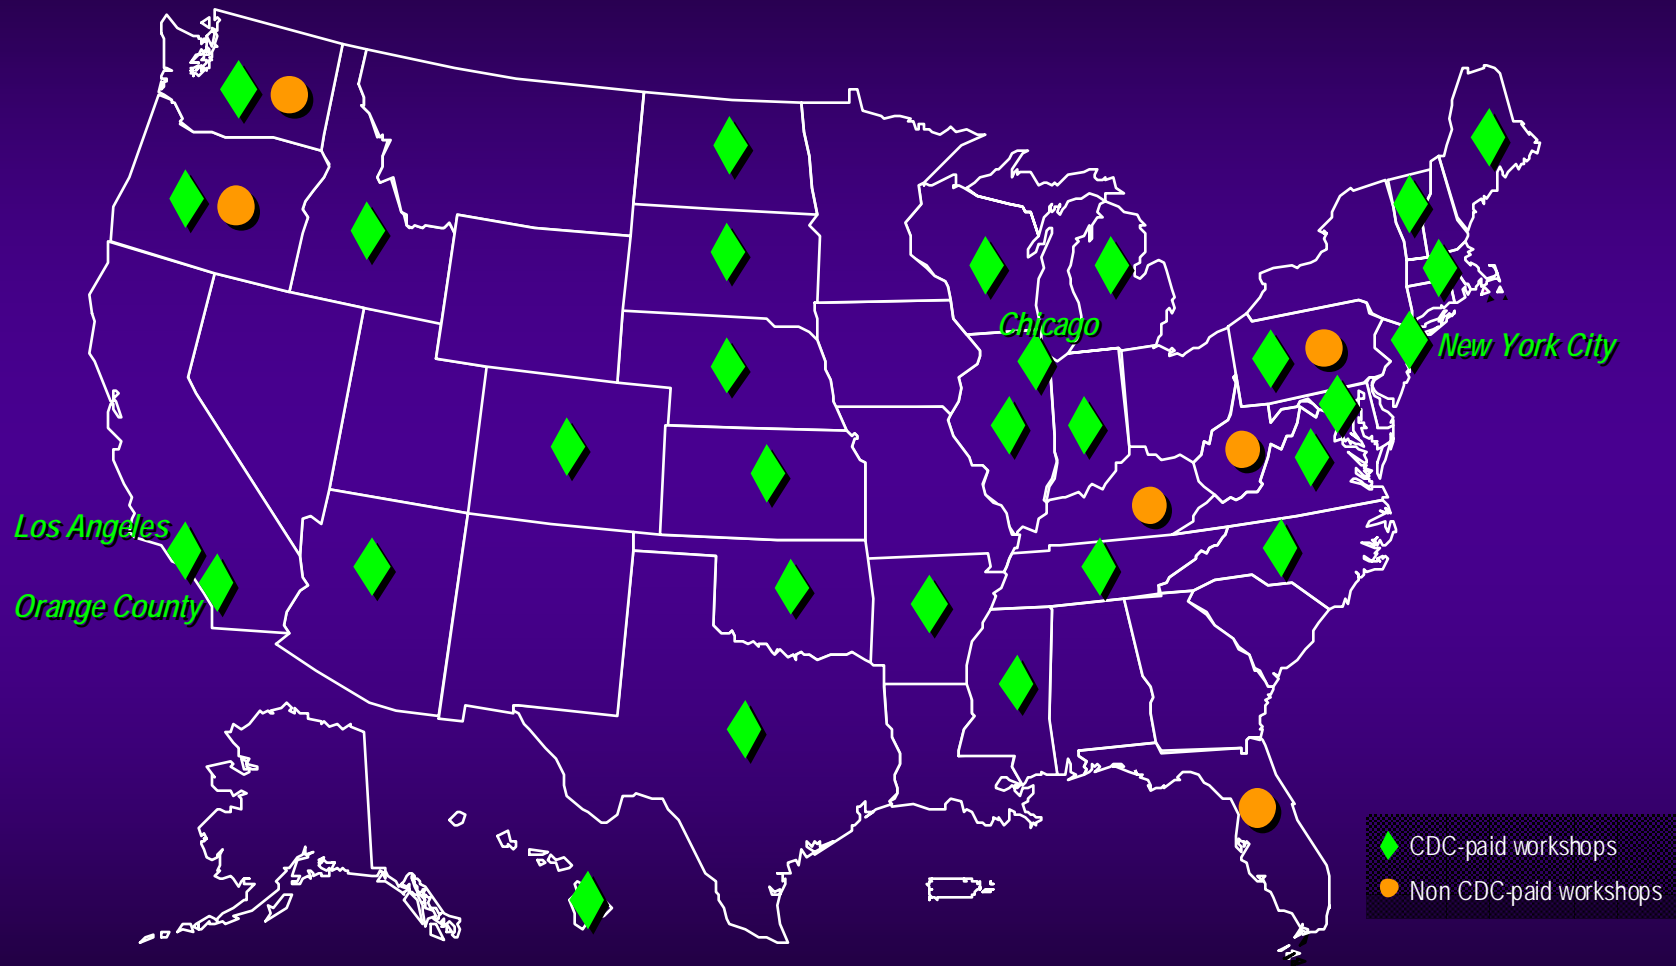 Chicago
New York City
Los Angeles
Orange County
CDC-paid workshops
Non CDC-paid workshops